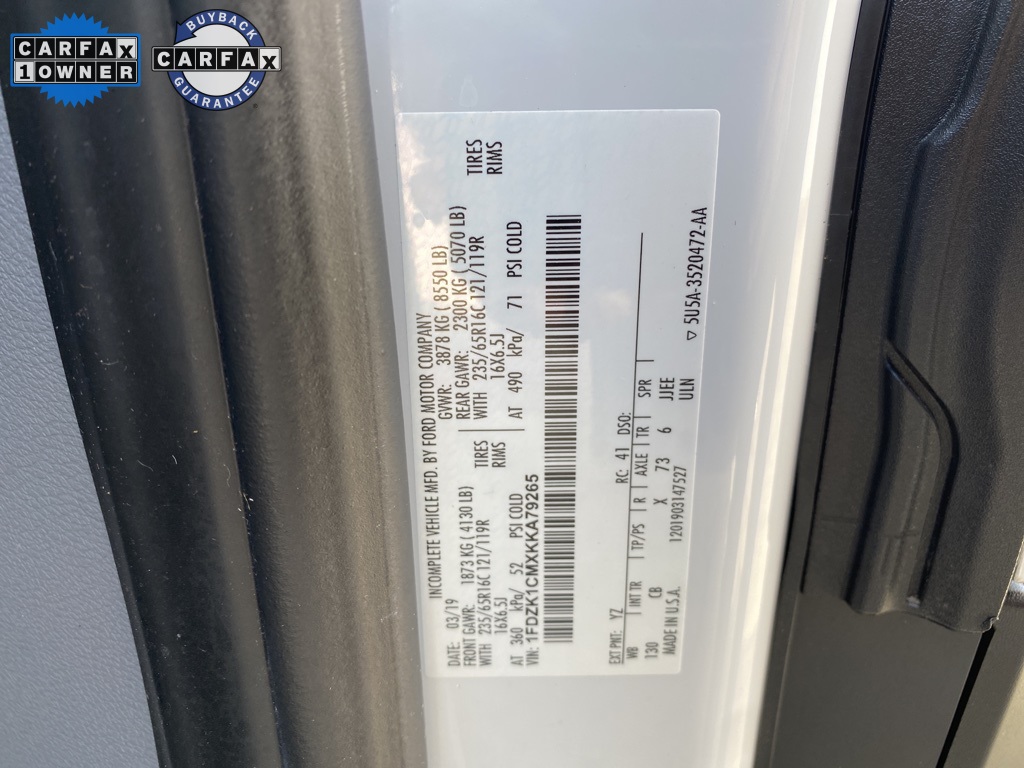 CARFAX
1 OWNER
BUYBACK
CARFAX
GUARANTEE
INCOMPLETE VEHICLE MFD. BY FORD MOTOR COMPANY
DATE: 03/19 GVWR: 3878 KG ( 8550 LB)
FRONT GAWR: 1873 KG ( 4130 LB) REAR GAWR: 2300 KG ( 5070 LB)
WITH 235/65R16C 121/119R TIRES WITH 235/65R16C 121/119R TIRES
16X6.5J RIMS 16X6.5J RIMS
AT 360 kPa/ 52 PSI COLD AT 490 kPa/ 71 PSI COLD
VIN: 1FDZK1CMXKKA79265
EXT PNT: YZ RC: 41 DSO:
WB INT TR TP/PS R AXLE TR SPR
130 CB X 73 6 JEEE
MADE IN U.S.A. 1201903147527 ULN
▽ 5U5A-3520472-AA